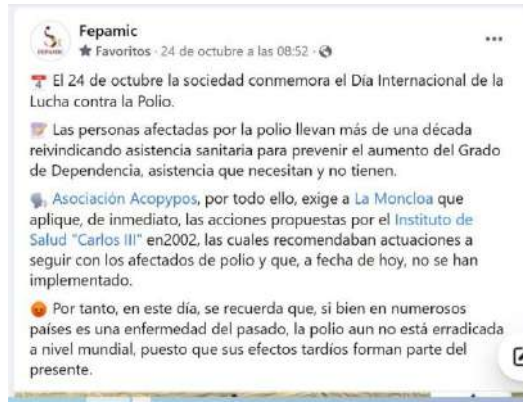 Fepamic
Favoritos · 24 de octubre a las 08:52 ·
El 24 de octubre la sociedad conmemora el Día Internacional de la
Lucha contra la Polio.
Las personas afectadas por la polio llevan más de una década
reivindicando asistencia sanitaria para prevenir el aumento del Grado
de Dependencia, asistencia que necesitan y no tienen.
Asociación Acopypos, por todo ello, exige a La Moncloa que
aplique, de inmediato, las acciones propuestas por el Instituto de
Salud "Carlos III" en2002, las cuales recomendaban actuaciones a
seguir con los afectados de polio y que, a fecha de hoy, no se han
implementado.
Por tanto, en este día, se recuerda que, si bien en numerosos
países es una enfermedad del pasado, la polio aun no está erradicada
a nivel mundial, puesto que sus efectos tardíos forman parte del
presente.